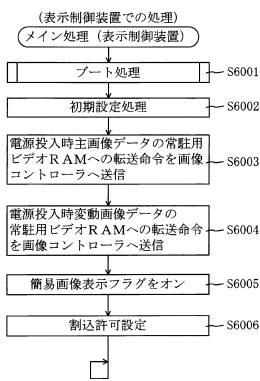 (表示制御装置での処理)
メイン処理(表示制御装置)
ブート処理
S6001
初期設定処理
S6002
電源投入時主画像データの常駐用
ビデオRAMへの転送命令を画像
コントローラへ送信
S6003
電源投入時変動画像データの
常駐用ビデオRAMへの転送命令
を画像コントローラへ送信
S6004
簡易画像表示フラグをオン
S6005
割込許可設定
S6006